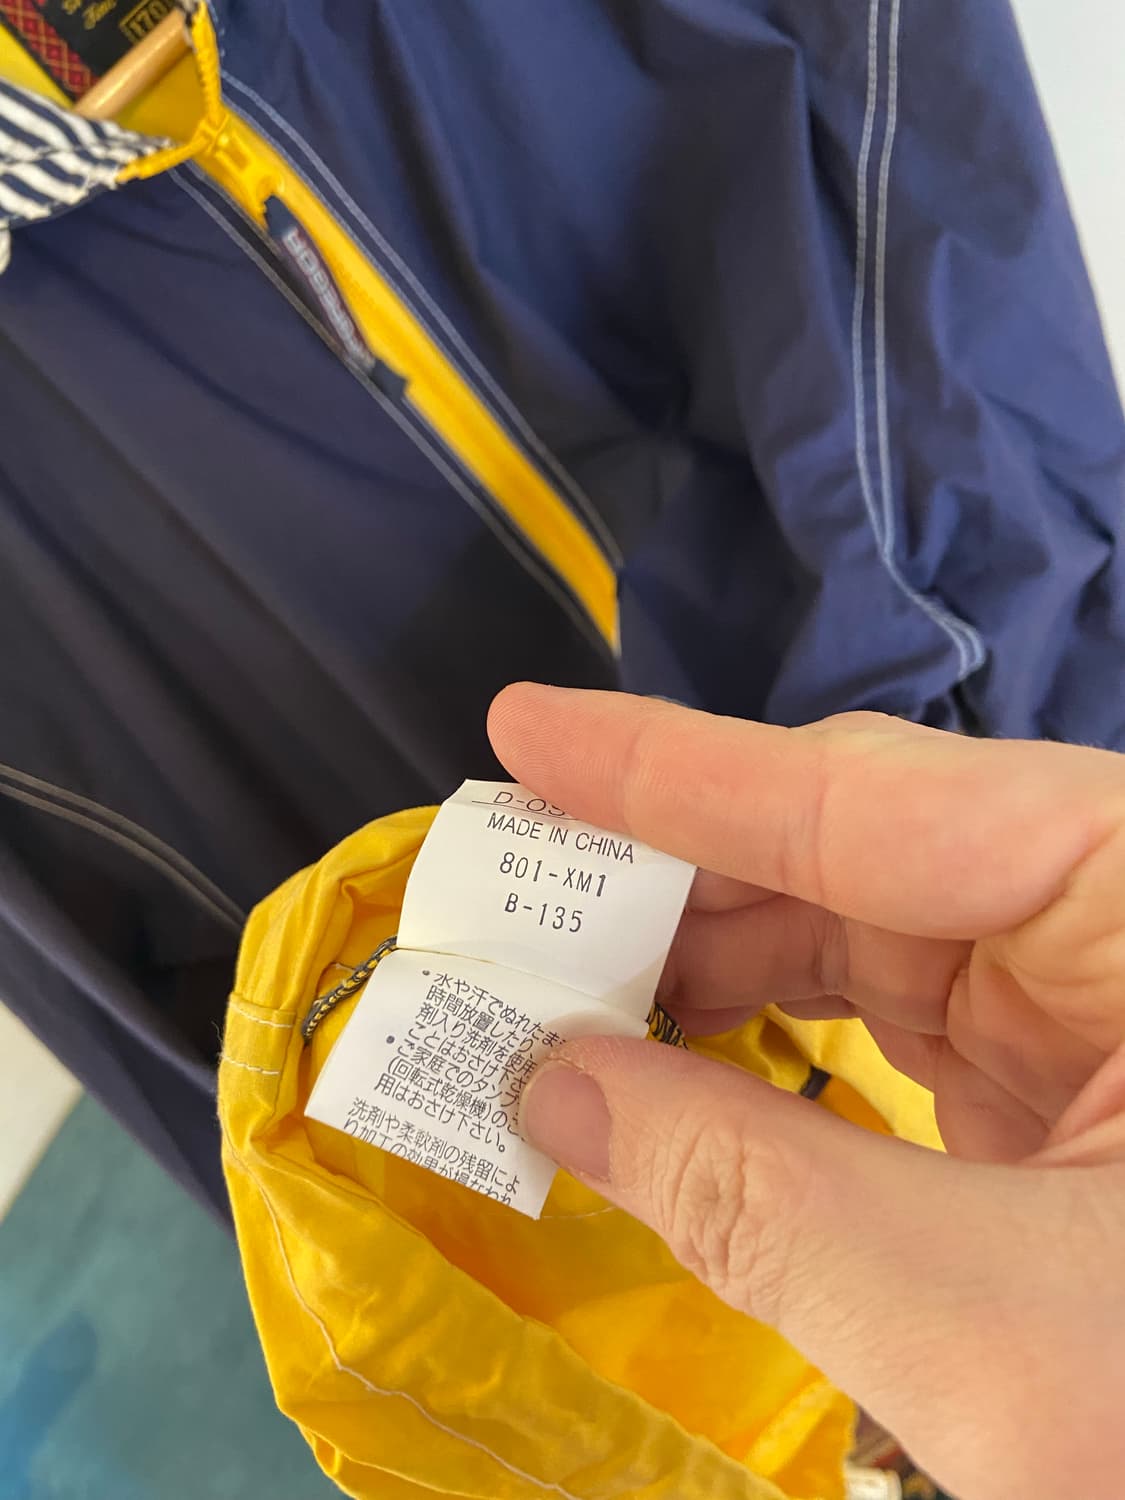 170
McGREGOR
MADE IN CHINA
801-XM1
B-135
・水や汗でぬれたま
時間放置したり、
剤入り洗剤を使用
ことはおさけ下さ
・ご家庭でのタンブ
(回転式乾燥機)のご
用はおさけ下さい。
洗剤や柔軟剤の残留によ
り加工の効果が損なわれ